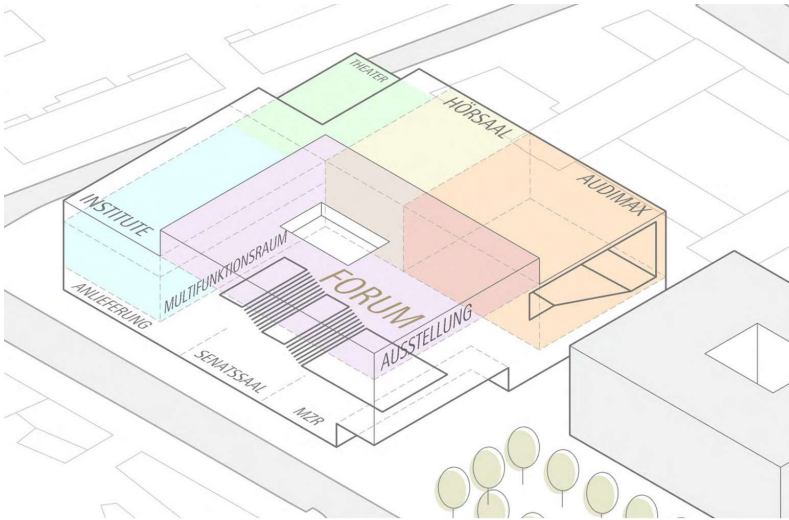 THEATER
HÖRSAAL
AUDIMAX
INSTITUTE
MULTIFUNKTIONSRAUM
FORUM
ANLIEFERUNG
AUSSTELLUNG
SENATSSAAL
MZR